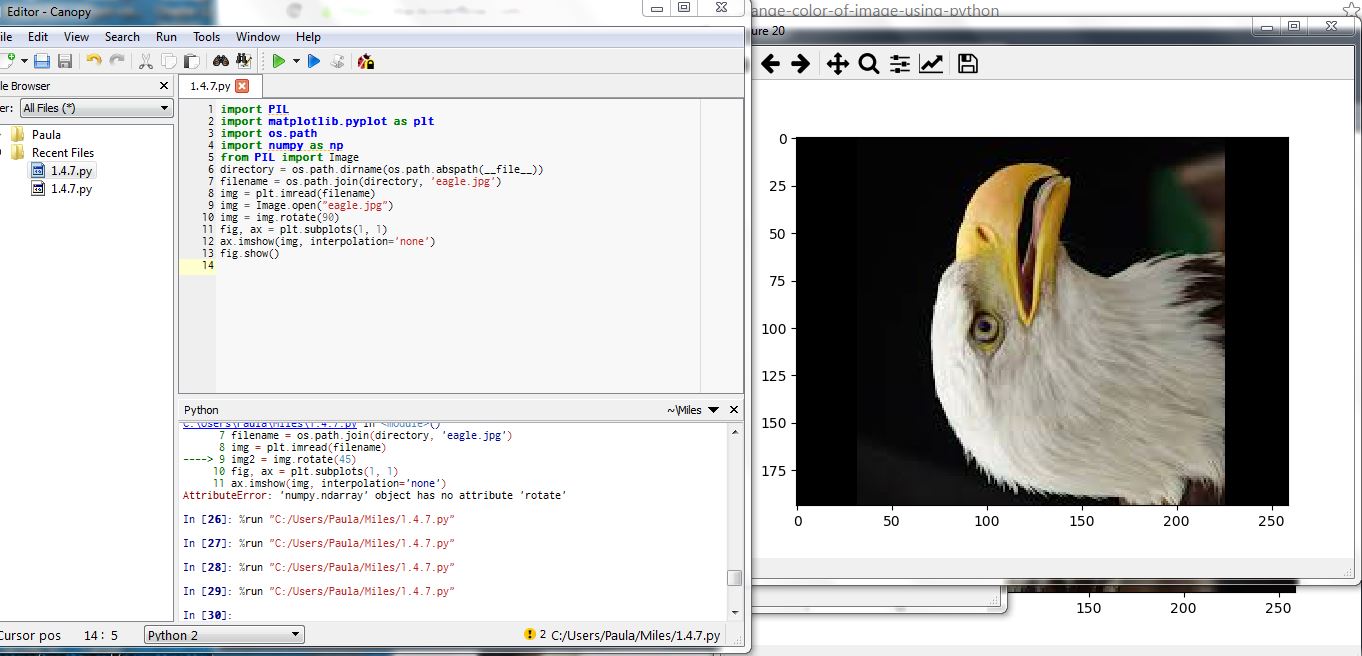 Editor - Canopy
ile Edit View Search Run Tools Window Help
le Browser
er: All Files (*)
Paula
Recent Files
1.4.7.py
1.4.7.py
1.4.7.py
1 import PIL
2 import matplotlib.pyplot as plt
3 import os.path
4 import numpy as np
5 from PIL import Image
6 directory = os.path.dirname(os.path.abspath(__file__))
7 filename = os.path.join(directory, 'eagle.jpg')
8 img = plt.imread(filename)
9 img = Image.open("eagle.jpg")
10 img = img.rotate(90)
11 fig, ax = plt.subplots(1, 1)
12 ax.imshow(img, interpolation='none')
13 fig.show()
14
Python ~\Miles
C:\Users\Paula\Miles\1.4.7.py in <module>()
7 filename = os.path.join(directory, 'eagle.jpg')
8 img = plt.imread(filename)
----> 9 img2 = img.rotate(45)
10 fig, ax = plt.subplots(1, 1)
11 ax.imshow(img, interpolation='none')
AttributeError: 'numpy.ndarray' object has no attribute 'rotate'
In [26]: %run "C:/Users/Paula/Miles/1.4.7.py"
In [27]: %run "C:/Users/Paula/Miles/1.4.7.py"
In [28]: %run "C:/Users/Paula/Miles/1.4.7.py"
In [29]: %run "C:/Users/Paula/Miles/1.4.7.py"
In [30]:
Cursor pos 14: 5 Python 2 2 C:/Users/Paula/Miles/1.4.7.py
ange-color-of-image-using-python
ure 20
0
25
50
75
100
125
150
175
0 50 100 150 200 250
150 200 250